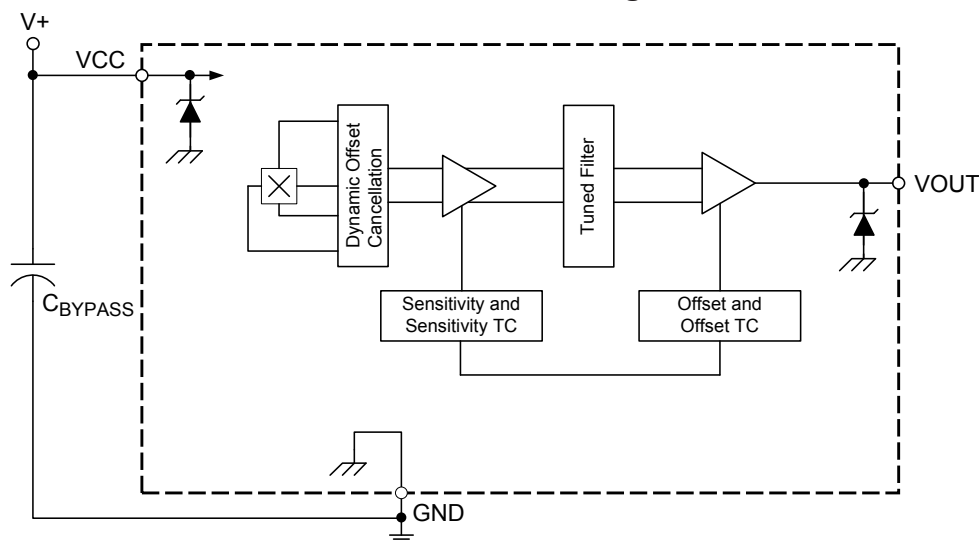 V+
VCC
Dynamic Offset
Cancellation
Tuned Filter
VOUT
CBYPASS
Sensitivity and
Sensitivity TC
Offset and
Offset TC
GND